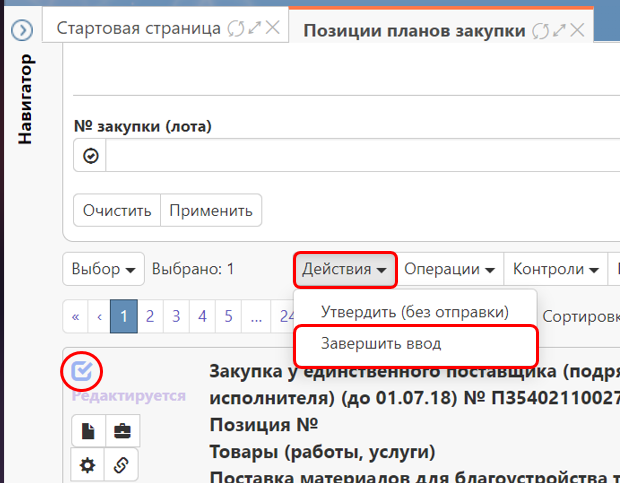 Стартовая страница
Позиции планов закупки
Навигатор
№ закупки (лота)
Очистить Применить
Выбор Выбрано: 1 Действия Операции Контроли
Утвердить (без отправки)
Завершить ввод
« ‹ 1 2 3 4 5 ... 24 Сортировк
Редактируется
Закупка у единственного поставщика (подря
исполнителя) (до 01.07.18) № П35402110027
Позиция №
Товары (работы, услуги)
Поставка материалов для благоустройства т